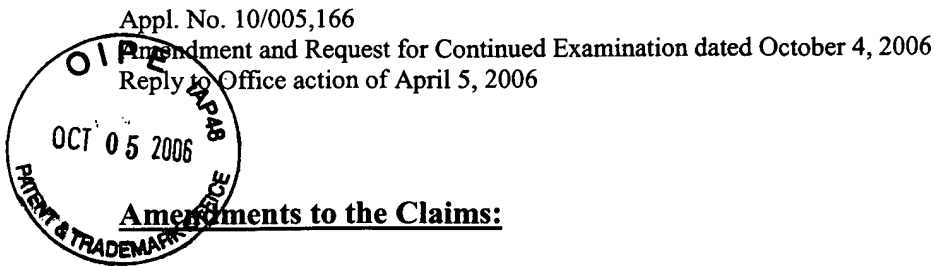 Appl. No. 10/005,166
Amendment and Request for Continued Examination dated October 4, 2006
Reply to Office action of April 5, 2006
OIPE IAP48
OCT 05 2006
PATENT & TRADEMARK OFFICE
Amendments to the Claims: